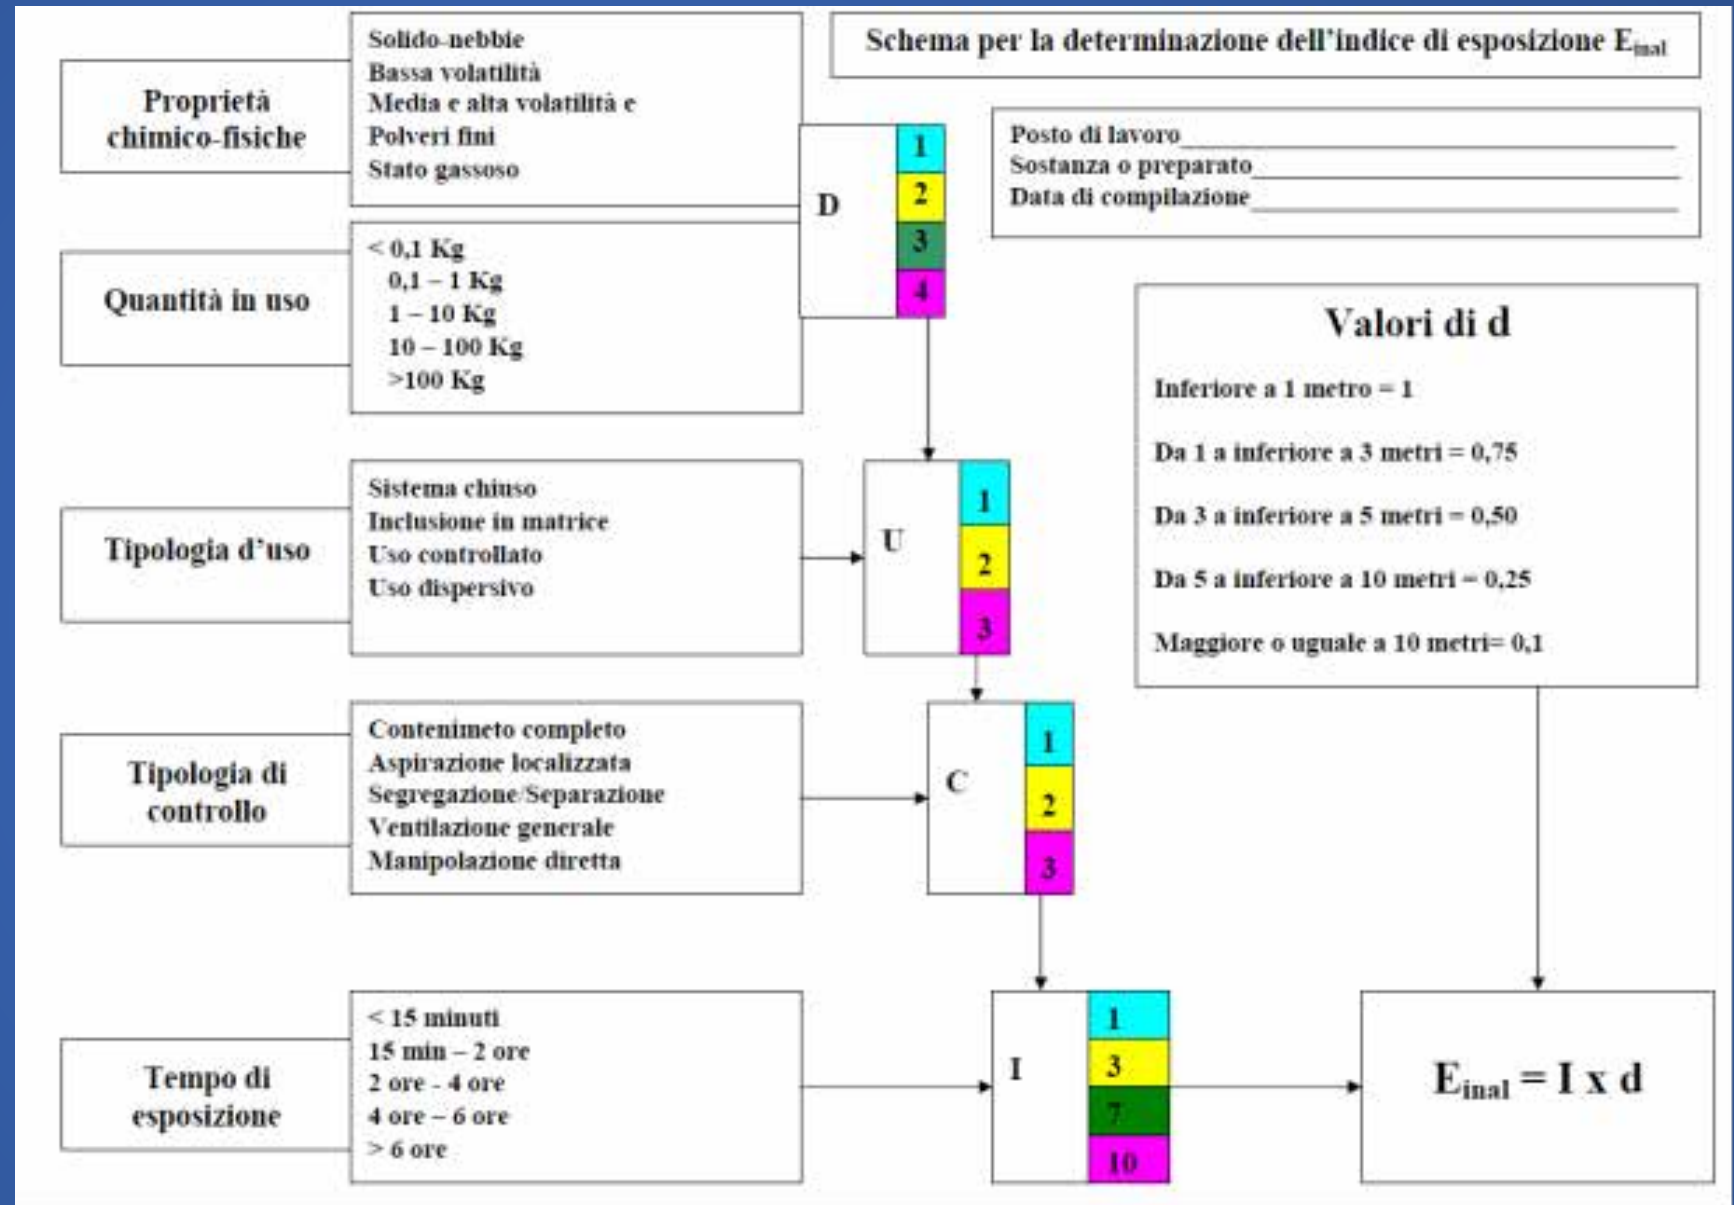 Schema per la determinazione dell'indice di esposizione Einal
Proprietà
chimico-fisiche
Solido-nebbie
Bassa volatilità
Media e alta volatilità e
Polveri fini
Stato gassoso
Posto di lavoro
Sostanza o preparato
Data di compilazione
D
1
2
3
4
Quantità in uso
< 0,1 Kg
0,1 – 1 Kg
1 – 10 Kg
10 – 100 Kg
>100 Kg
Valori di d
Inferiore a 1 metro = 1
Da 1 a inferiore a 3 metri = 0,75
Da 3 a inferiore a 5 metri = 0,50
Da 5 a inferiore a 10 metri = 0,25
Maggiore o uguale a 10 metri= 0,1
Tipologia d'uso
Sistema chiuso
Inclusione in matrice
Uso controllato
Uso dispersivo
U
1
2
3
Tipologia di
controllo
Contenimeto completo
Aspirazione localizzata
Segregazione/Separazione
Ventilazione generale
Manipolazione diretta
C
1
2
3
Tempo di
esposizione
< 15 minuti
15 min – 2 ore
2 ore - 4 ore
4 ore – 6 ore
> 6 ore
I
1
3
7
10
Einal = I x d